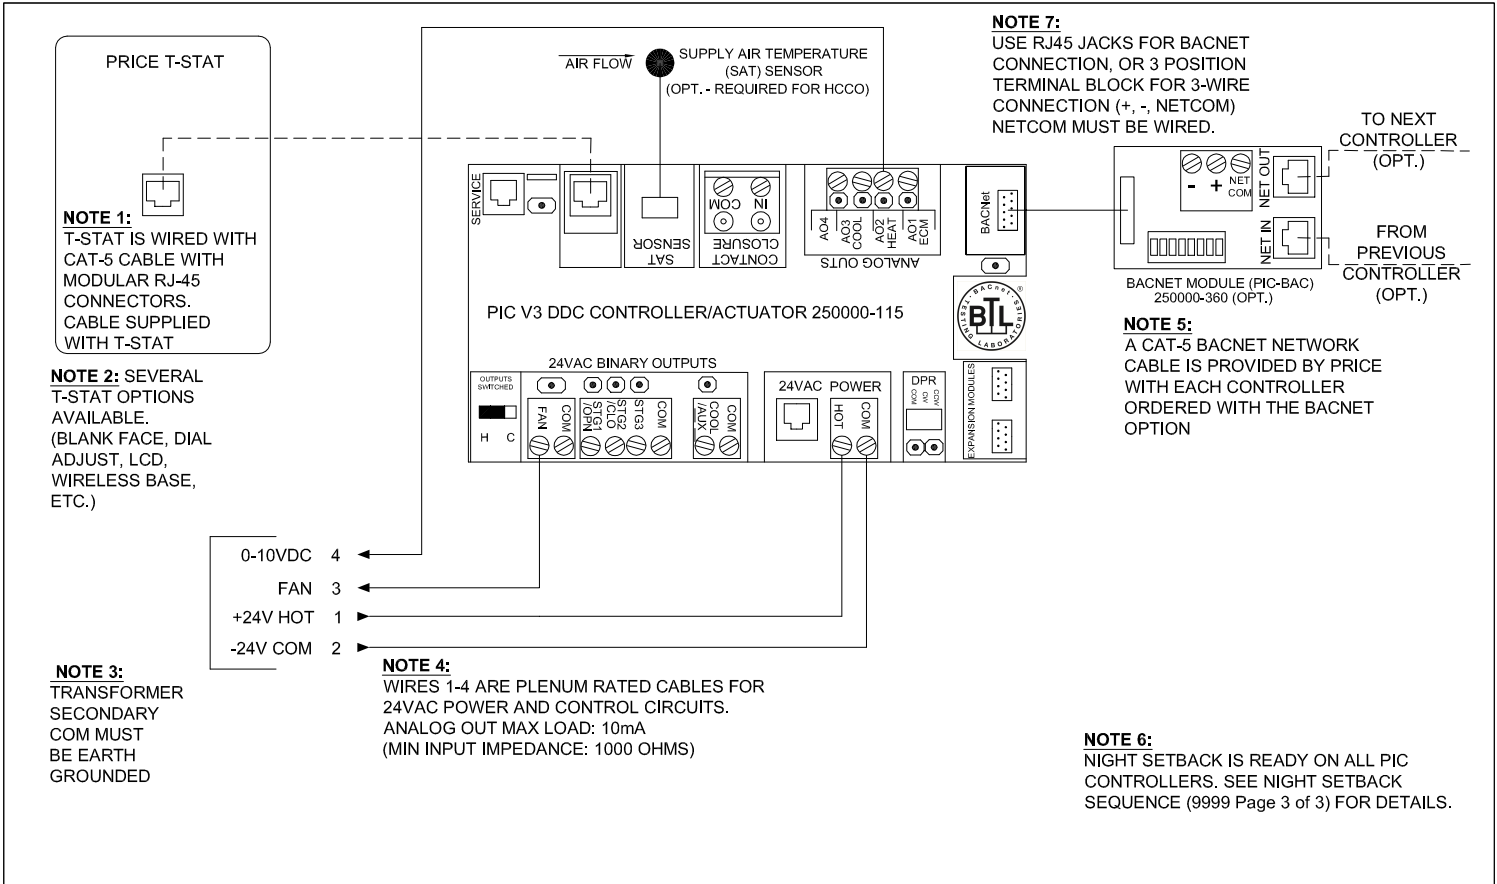 PRICE T-STAT
NOTE 1:
T-STAT IS WIRED WITH
CAT-5 CABLE WITH
MODULAR RJ-45
CONNECTORS.
CABLE SUPPLIED
WITH T-STAT
NOTE 2: SEVERAL
T-STAT OPTIONS
AVAILABLE.
(BLANK FACE, DIAL
ADJUST, LCD,
WIRELESS BASE,
ETC.)
AIR FLOW
SUPPLY AIR TEMPERATURE
(SAT) SENSOR
(OPT. - REQUIRED FOR HCCO)
NOTE 7:
USE RJ45 JACKS FOR BACNET
CONNECTION, OR 3 POSITION
TERMINAL BLOCK FOR 3-WIRE
CONNECTION (+, -, NETCOM)
NETCOM MUST BE WIRED.
TO NEXT
CONTROLLER
(OPT.)
FROM
PREVIOUS
CONTROLLER
(OPT.)
- + NET
COM
NET OUT
NET IN
BACNET MODULE (PIC-BAC)
250000-360 (OPT.)
NOTE 5:
A CAT-5 BACNET NETWORK
CABLE IS PROVIDED BY PRICE
WITH EACH CONTROLLER
ORDERED WITH THE BACNET
OPTION
SERVICE
SAT
SENSOR
COM
IN
CONTACT
CLOSURE
AO4
AO3
COOL
AO2
HEAT
AO1
ECM
ANALOG OUTS
BACNet
PIC V3 DDC CONTROLLER/ACTUATOR 250000-115
BACnet
TESTING LABORATORIES
BTL
®
24VAC BINARY OUTPUTS
OUTPUTS
SWITCHED
H C
FAN
COM
STG1
/OPN
STG2
/CLO
STG3
COM
COOL
/AUX
COM
24VAC POWER
HOT
COM
DPR
COM
CW
CCW
EXPANSION MODULES
0-10VDC 4
FAN 3
+24V HOT 1
-24V COM 2
NOTE 3:
TRANSFORMER
SECONDARY
COM MUST
BE EARTH
GROUNDED
NOTE 4:
WIRES 1-4 ARE PLENUM RATED CABLES FOR
24VAC POWER AND CONTROL CIRCUITS.
ANALOG OUT MAX LOAD: 10mA
(MIN INPUT IMPEDANCE: 1000 OHMS)
NOTE 6:
NIGHT SETBACK IS READY ON ALL PIC
CONTROLLERS. SEE NIGHT SETBACK
SEQUENCE (9999 Page 3 of 3) FOR DETAILS.